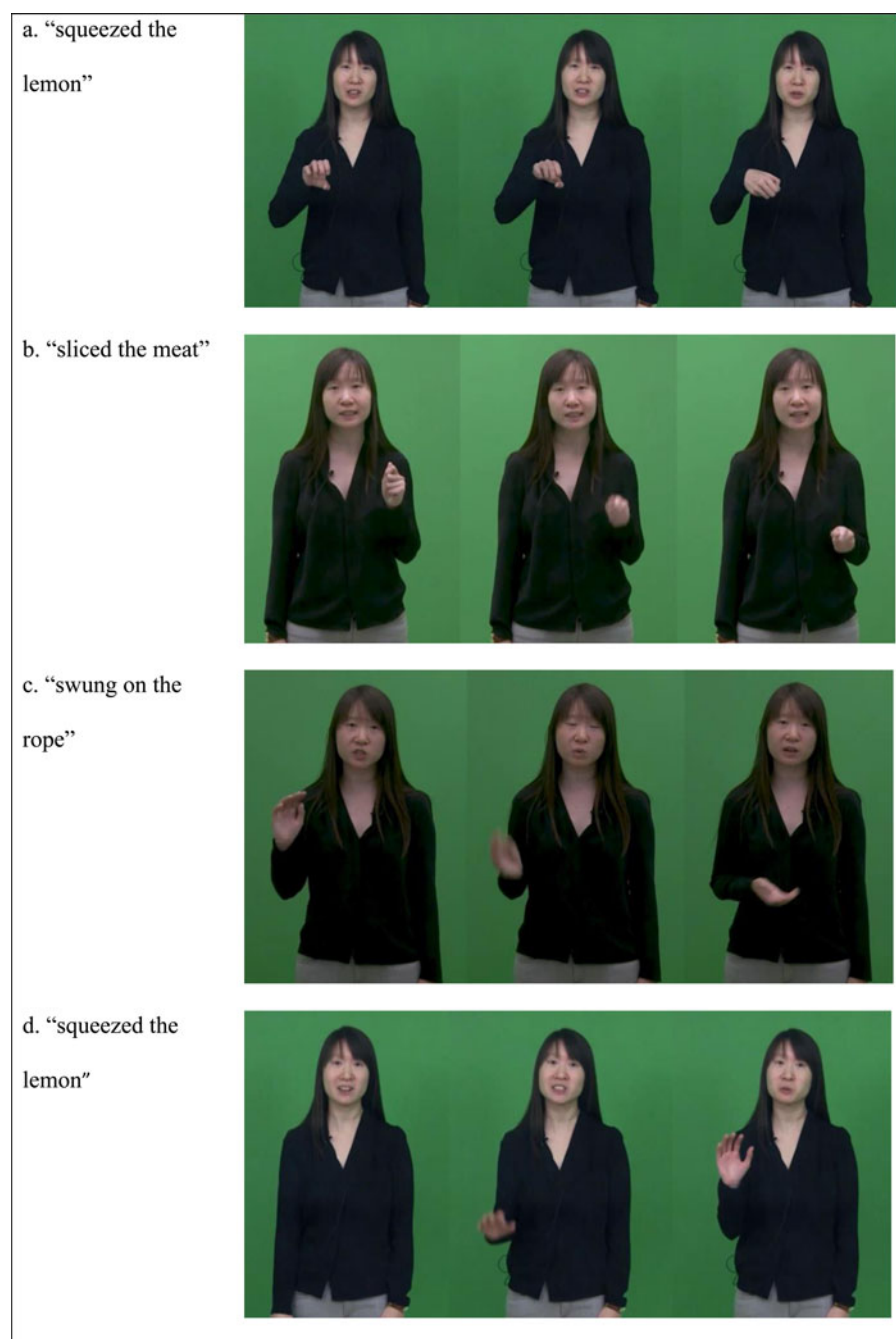 a. “squeezed the
lemon”
b. “sliced the meat”
c. “swung on the
rope”
d. “squeezed the
lemon”